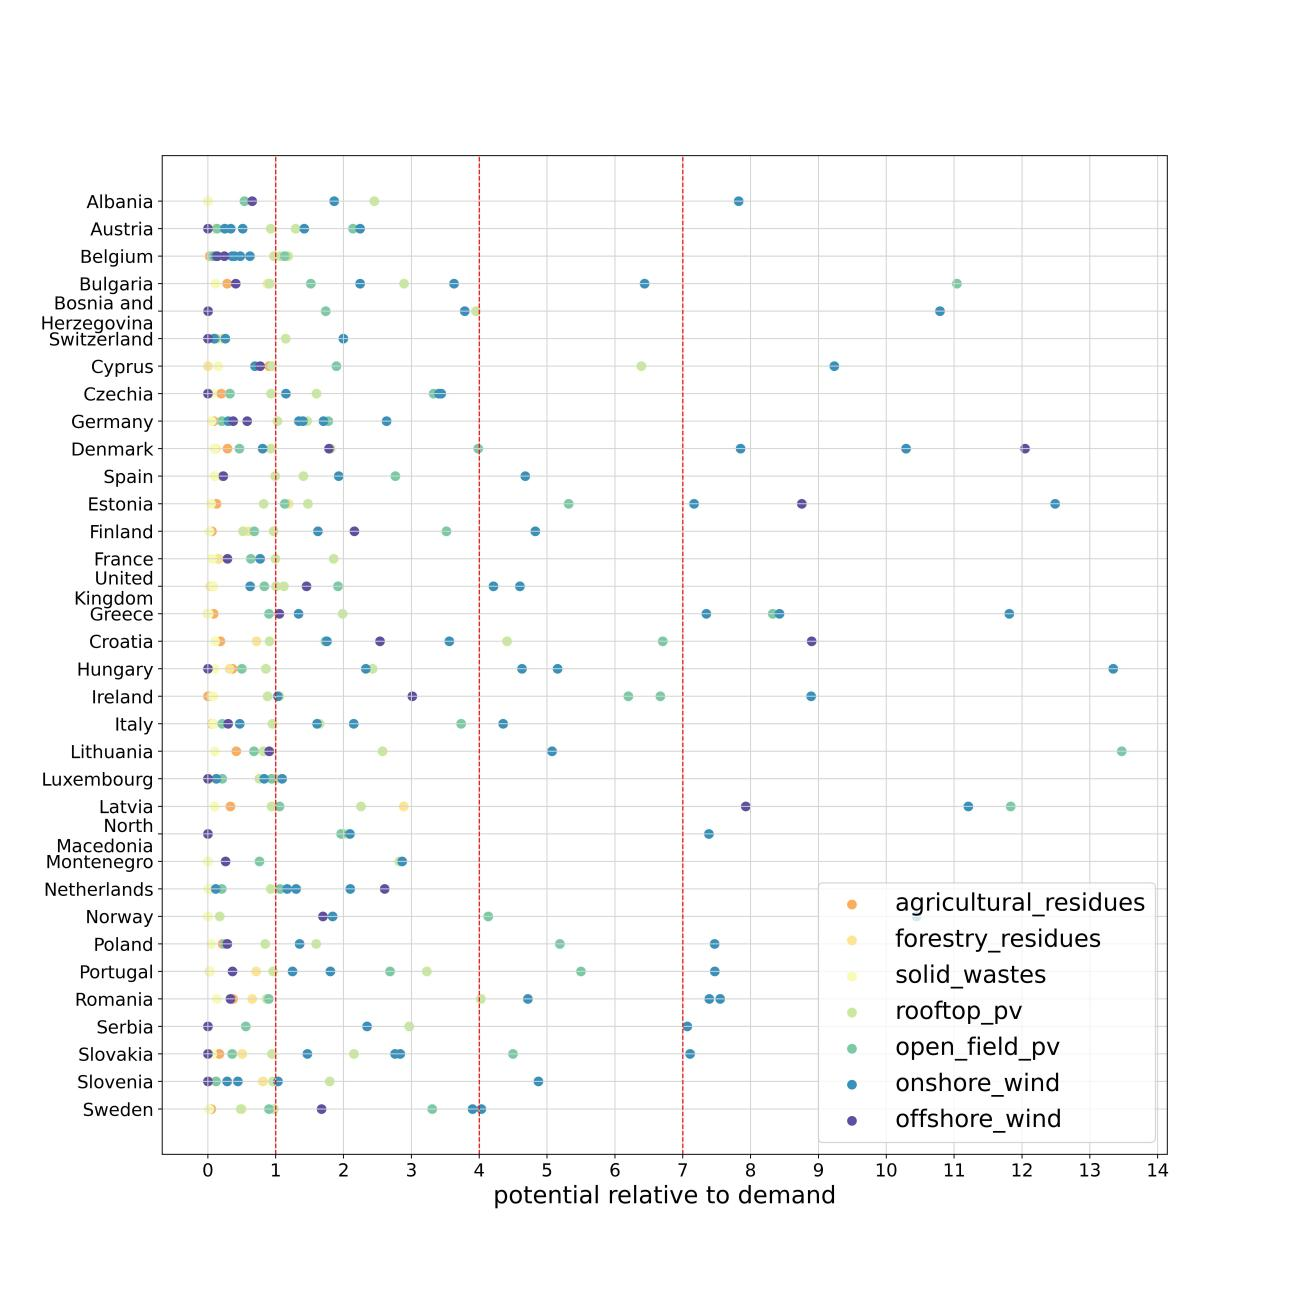 Albania
Austria
Belgium
Bulgaria
Bosnia and
Herzegovina
Switzerland
Cyprus
Czechia
Germany
Denmark
Spain
Estonia
Finland
France
United
Kingdom
Greece
Croatia
Hungary
Ireland
Italy
Lithuania
Luxembourg
Latvia
North
Macedonia
Montenegro
Netherlands
Norway
Poland
Portugal
Romania
Serbia
Slovakia
Slovenia
Sweden
agricultural_residues
forestry_residues
solid_wastes
rooftop_pv
open_field_pv
onshore_wind
offshore_wind
0 1 2 3 4 5 6 7 8 9 10 11 12 13 14
potential relative to demand